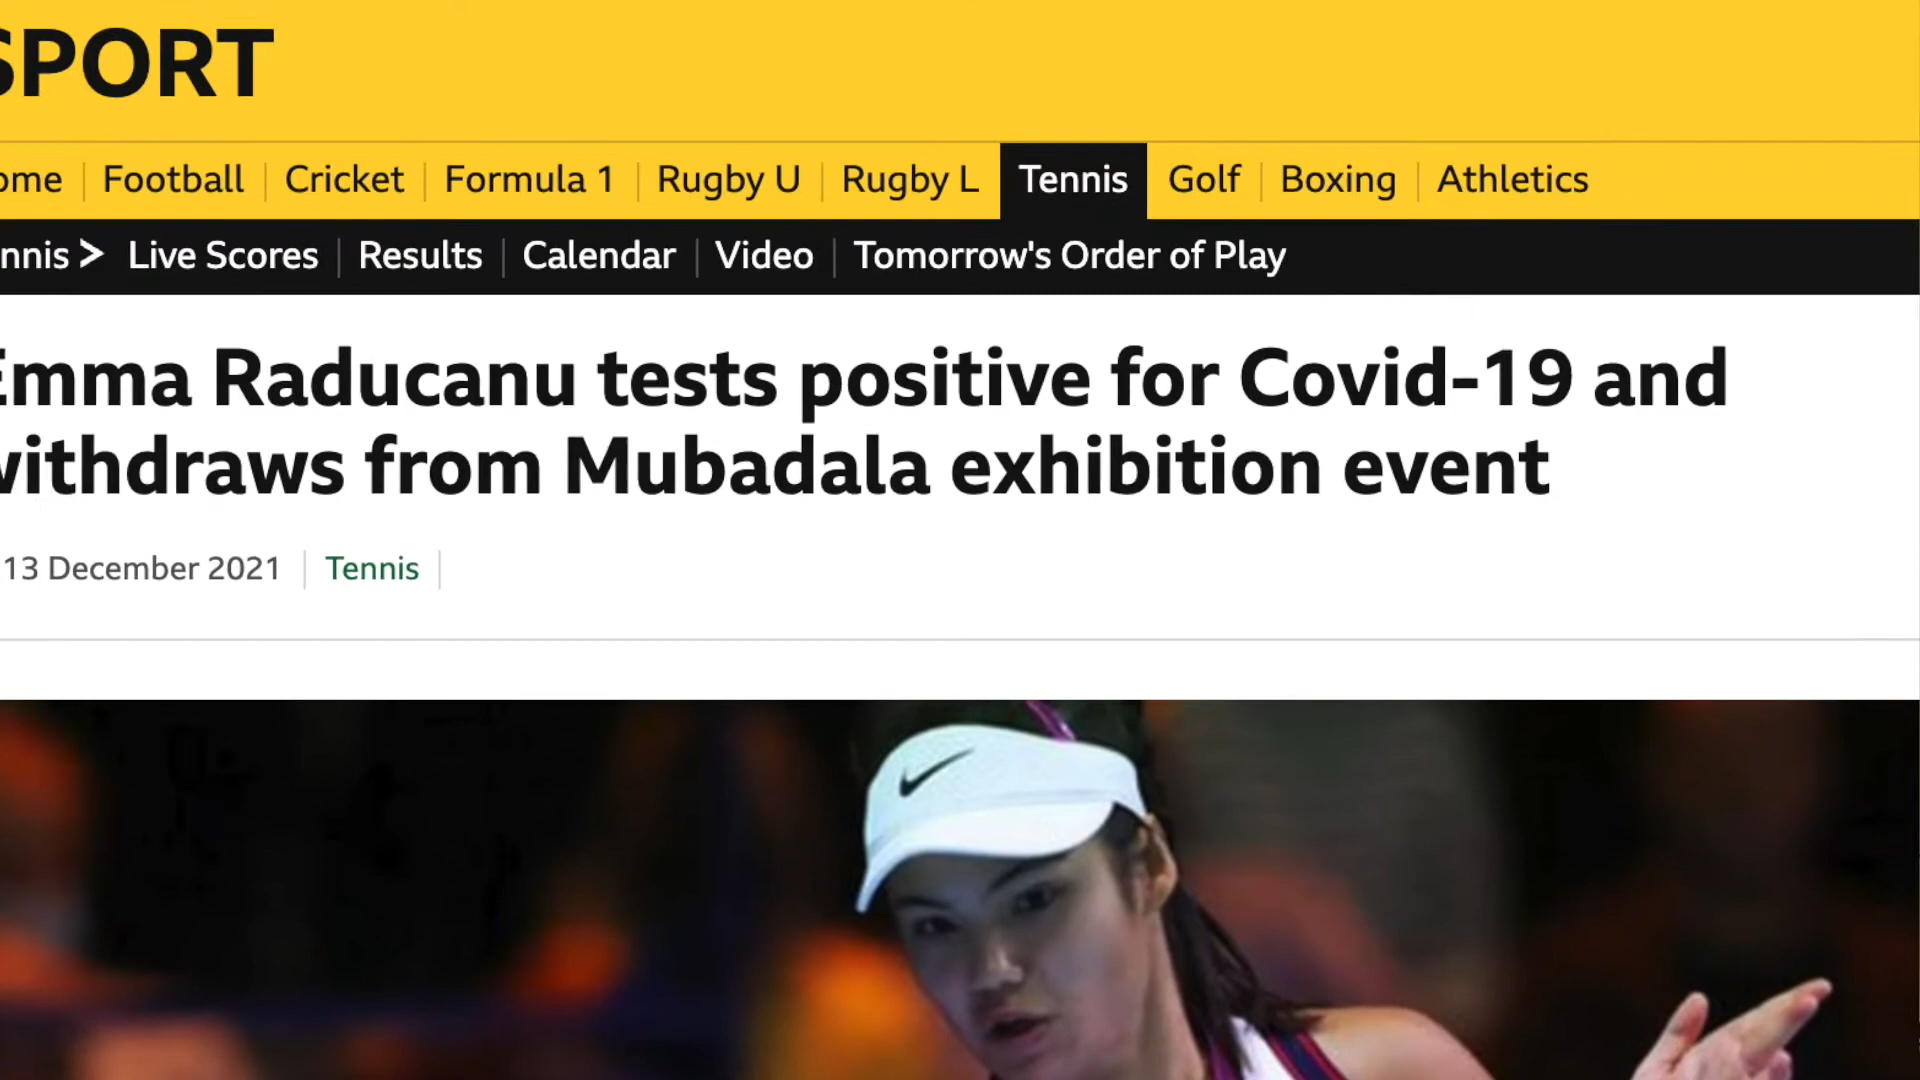 SPORT
ome Football Cricket Formula 1 Rugby U Rugby L Tennis Golf Boxing Athletics
nnis > Live Scores Results Calendar Video Tomorrow's Order of Play
Emma Raducanu tests positive for Covid-19 and
withdraws from Mubadala exhibition event
13 December 2021 Tennis